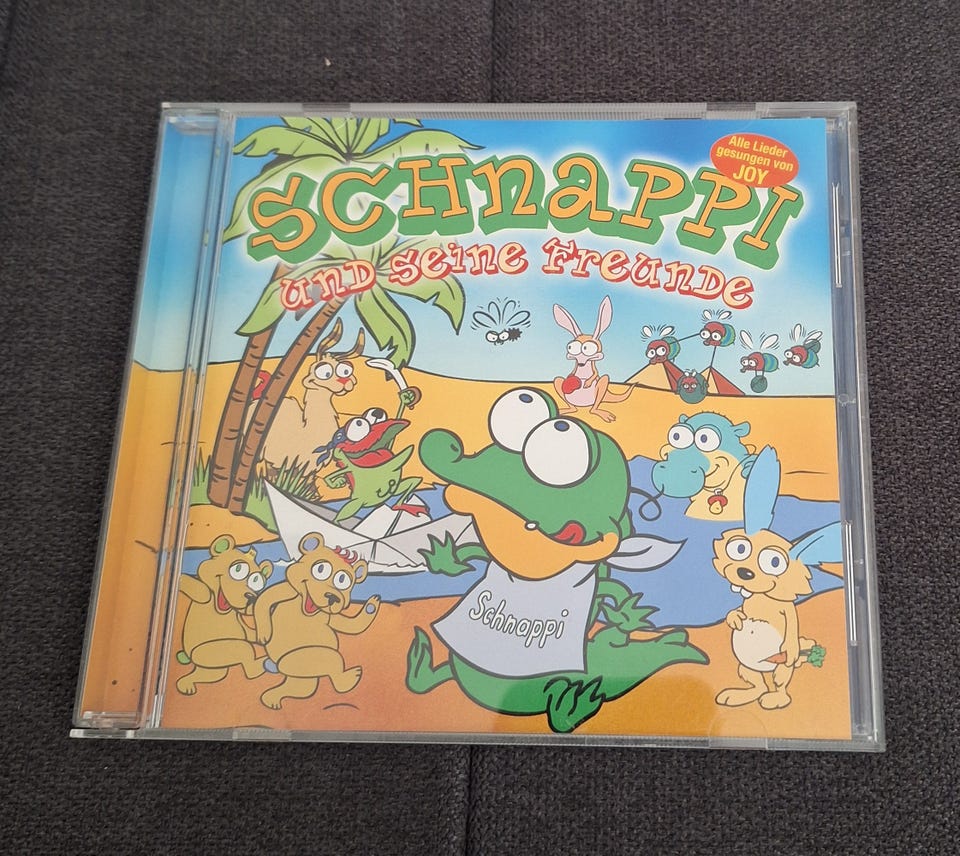 Alle Lieder
gesungen von
JOY
SCHNAPPI
und seine Freunde
Schnappi